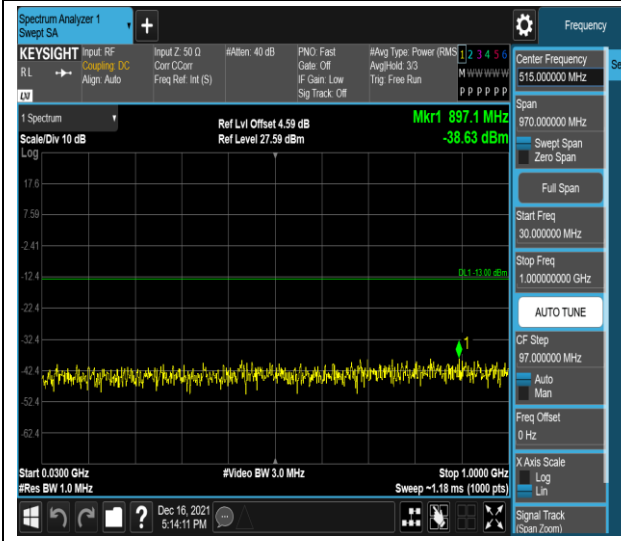 Spectrum Analyzer 1
Swept SA
+
Frequency
KEYSIGHT
RL
Input: RF
Coupling: DC
Align: Auto
Input Z: 50 Ω
Corr CCorr
Freq Ref: Int (S)
#Atten: 40 dB
PNO: Fast
Gate: Off
IF Gain: Low
Sig Track: Off
#Avg Type: Power (RMS
Avg|Hold: 3/3
Trig: Free Run
1 2 3 4 5 6
M W W W W W
P P P P P P
LXI
1 Spectrum
Scale/Div 10 dB
Ref Lvl Offset 4.59 dB
Ref Level 27.59 dBm
Mkr1 897.1 MHz
-38.63 dBm
Log
17.6
7.59
-2.41
-12.4
DL1 -13.00 dBm
-22.4
-32.4
1
-42.4
-52.4
-62.4
Start 0.0300 GHz
#Video BW 3.0 MHz
Stop 1.0000 GHz
#Res BW 1.0 MHz
Sweep ~1.18 ms (1000 pts)
?
Dec 16, 2021
5:14:11 PM
Center Frequency
515.000000 MHz
Se
Span
970.000000 MHz
Swept Span
Zero Span
Full Span
Start Freq
30.000000 MHz
Stop Freq
1.000000000 GHz
AUTO TUNE
CF Step
97.000000 MHz
Auto
Man
Freq Offset
0 Hz
X Axis Scale
Log
Lin
Signal Track
(Span Zoom)